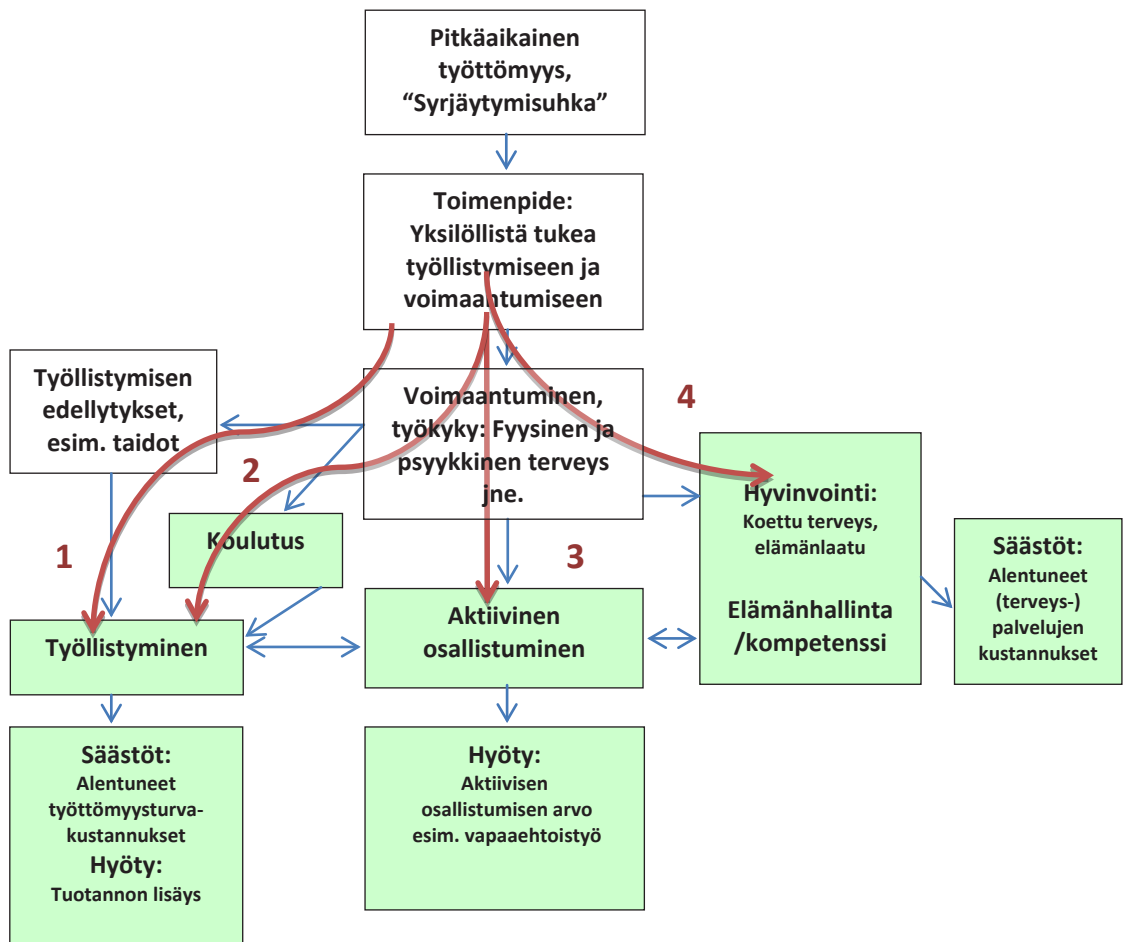 Pitkäaikainen
työttömyys,
“Syrjäytymisuhka”
Toimenpide:
Yksilöllistä tukea
työllistymiseen ja
voimaantumiseen
Työllistymisen
edellytykset,
esim. taidot
Voimaantuminen,
työkyky: Fyysinen ja
psyykkinen terveys
jne.
4
2
Koulutus
1
3
Hyvinvointi:
Koettu terveys,
elämänlaatu
Elämänhallinta
/kompetenssi
Säästöt:
Alentuneet
(terveys-)
palvelujen
kustannukset
Työllistyminen
Aktiivinen
osallistuminen
Säästöt:
Alentuneet
työttömyysturva-
kustannukset
Hyöty:
Tuotannon lisäys
Hyöty:
Aktiivisen
osallistumisen arvo
esim. vapaaehtoistyö